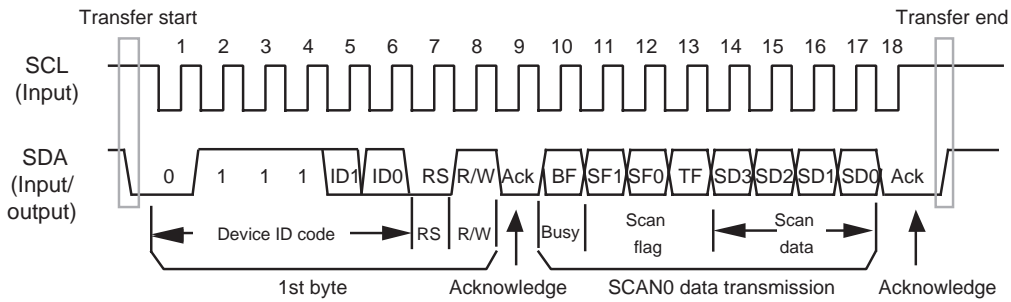 Transfer start Transfer end
1 2 3 4 5 6 7 8 9 10 11 12 13 14 15 16 17 18
SCL
(Input)
SDA
(Input/
output)
0 1 1 1 ID1 ID0 RS R/W Ack BF SF1 SF0 TF SD3 SD2 SD1 SD0 Ack
Device ID code RS R/W Busy Scan
flag Scan
data
1st byte Acknowledge SCAN0 data transmission Acknowledge